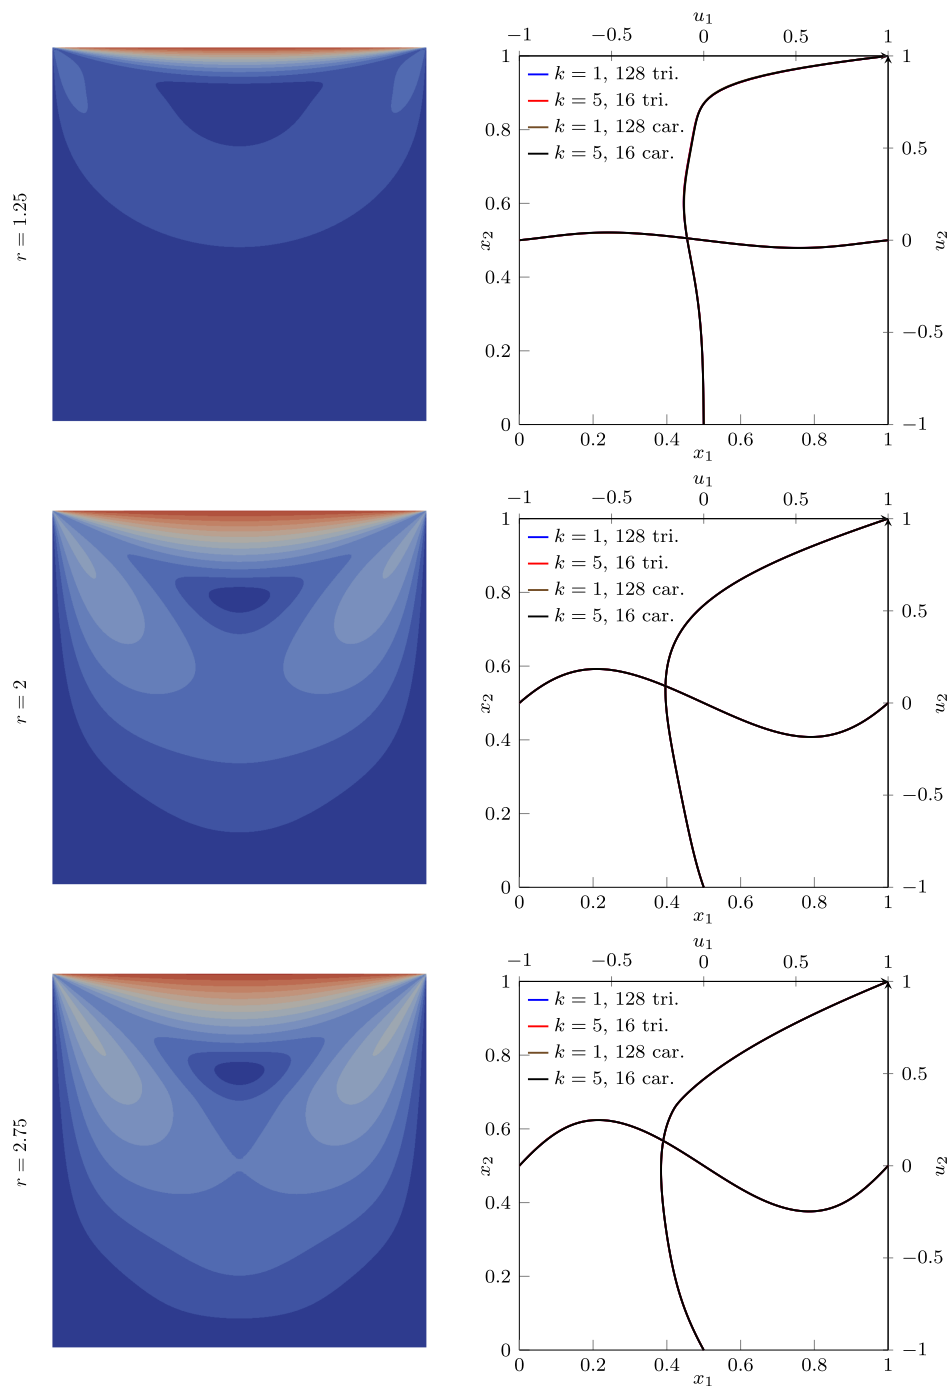 r = 1.25
u₁
−1 −0.5 0 0.5 1
k = 1, 128 tri.
k = 5, 16 tri.
k = 1, 128 car.
k = 5, 16 car.
1
0.8
0.6
0.4
0.2
0
x₂
0 0.2 0.4 0.6 0.8 1
x₁
1
0.5
0
−0.5
−1
u₂
r = 2
u₁
−1 −0.5 0 0.5 1
k = 1, 128 tri.
k = 5, 16 tri.
k = 1, 128 car.
k = 5, 16 car.
1
0.8
0.6
0.4
0.2
0
x₂
0 0.2 0.4 0.6 0.8 1
x₁
1
0.5
0
−0.5
−1
u₂
r = 2.75
u₁
−1 −0.5 0 0.5 1
k = 1, 128 tri.
k = 5, 16 tri.
k = 1, 128 car.
k = 5, 16 car.
1
0.8
0.6
0.4
0.2
0
x₂
0 0.2 0.4 0.6 0.8 1
x₁
1
0.5
0
−0.5
−1
u₂